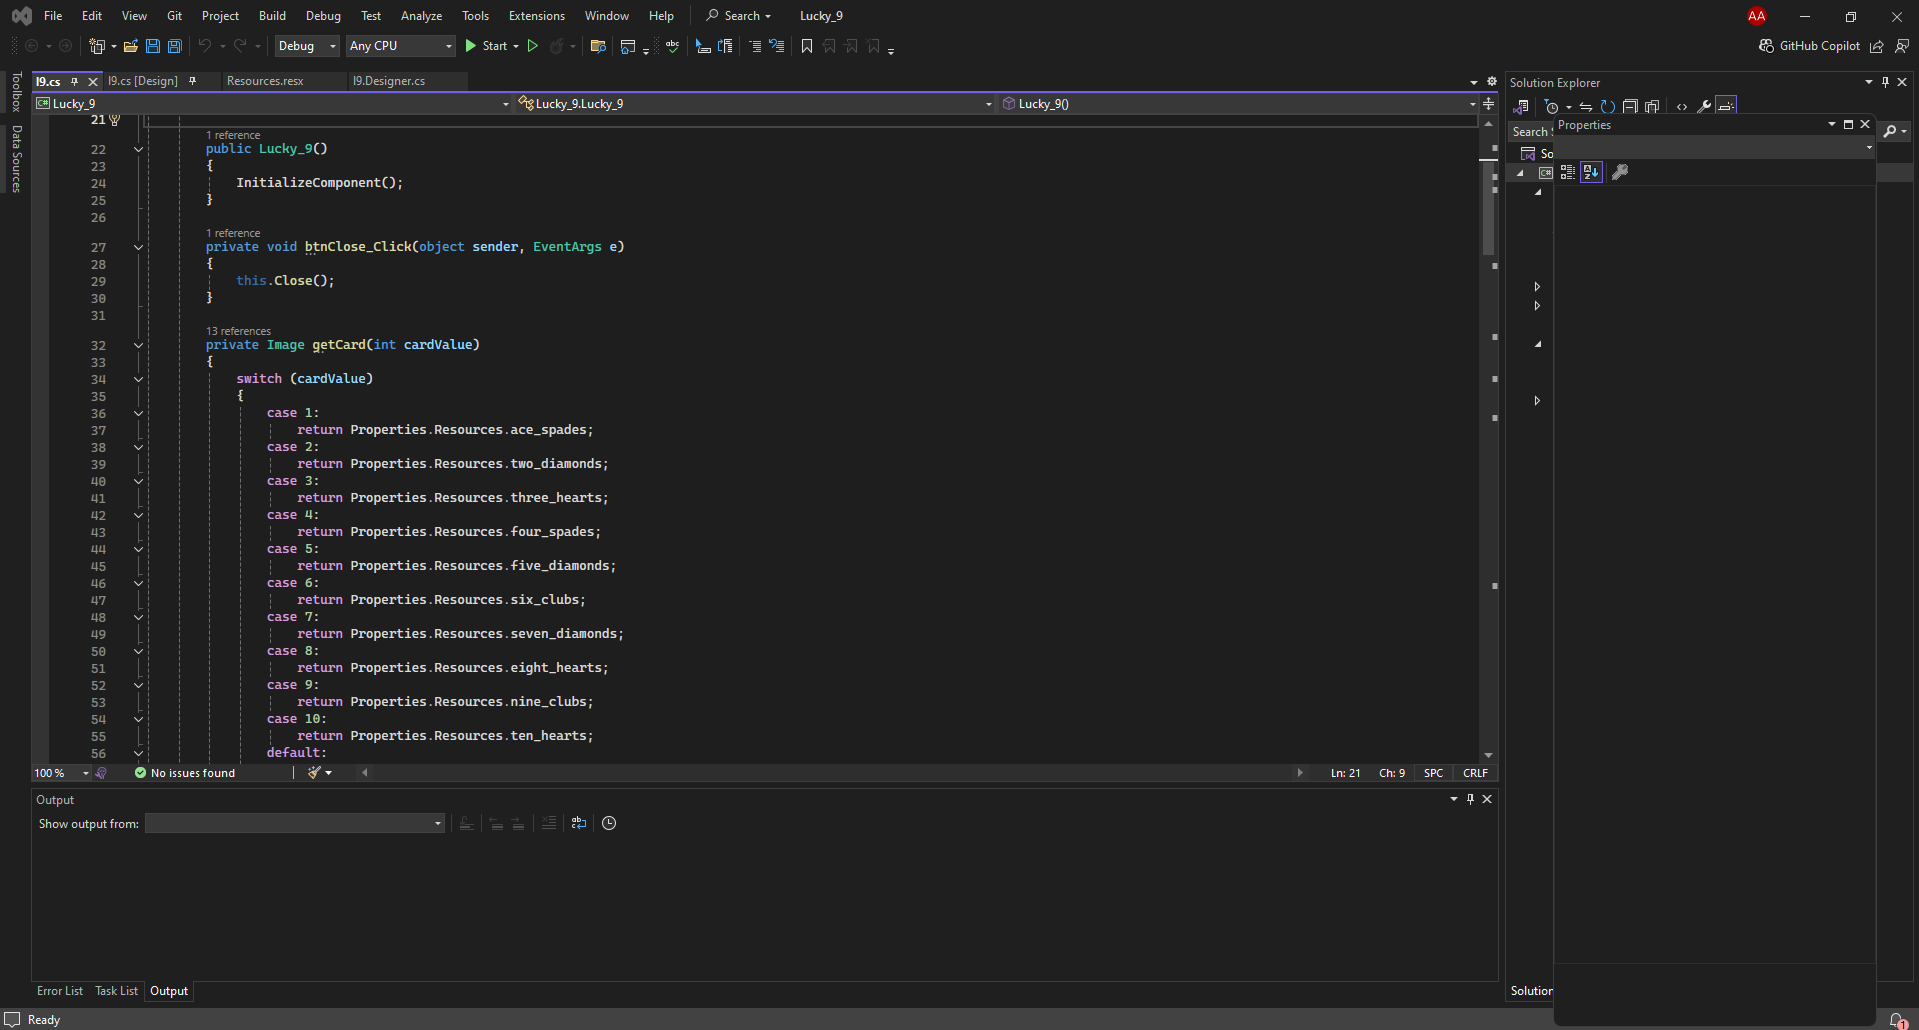 File Edit View Git Project Build Debug Test Analyze Tools Extensions Window Help Search Lucky_9 AA
Debug Any CPU Start abc GitHub Copilot
Toolbox
Data Sources
l9.cs l9.cs [Design] Resources.resx l9.Designer.cs
C# Lucky_9 Lucky_9.Lucky_9 Lucky_9()
21
1 reference
22 public Lucky_9()
23 {
24 InitializeComponent();
25 }
26
1 reference
27 private void btnClose_Click(object sender, EventArgs e)
28 {
29 this.Close();
30 }
31
13 references
32 private Image getCard(int cardValue)
33 {
34 switch (cardValue)
35 {
36 case 1:
37 return Properties.Resources.ace_spades;
38 case 2:
39 return Properties.Resources.two_diamonds;
40 case 3:
41 return Properties.Resources.three_hearts;
42 case 4:
43 return Properties.Resources.four_spades;
44 case 5:
45 return Properties.Resources.five_diamonds;
46 case 6:
47 return Properties.Resources.six_clubs;
48 case 7:
49 return Properties.Resources.seven_diamonds;
50 case 8:
51 return Properties.Resources.eight_hearts;
52 case 9:
53 return Properties.Resources.nine_clubs;
54 case 10:
55 return Properties.Resources.ten_hearts;
56 default:
100 % No issues found Ln: 21 Ch: 9 SPC CRLF
Output
Show output from:
Error List Task List Output
Ready
Solution Explorer
Search
So
C#
Properties
Solution
1